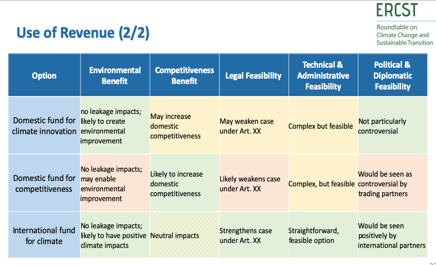 Use of Revenue (2/2)
ERCST
Roundtable on
Climate Change and
Sustainable Transition
Option
Environmental
Benefit
Competitiveness
Benefit
Legal Feasibility
Technical &
Administrative
Feasibility
Political &
Diplomatic
Feasibility
Domestic fund for
climate innovation
no leakage impacts;
likely to create
environmental
improvement
May increase
domestic
competitiveness
May weaken case
under Art. XX
Complex but feasible
Not particularly
controversial
Domestic fund for
competitiveness
No leakage impacts;
may enable
environmental
improvement
Likely to increase
domestic
competitiveness
Likely weakens case
under Art. XX
Complex, but feasible
Would be seen as
controversial by
trading partners
International fund
for climate
No leakage impacts;
likely to have positive
climate impacts
Neutral impacts
Strengthens case
under Art. XX
Straightforward,
feasible option
Would be seen
positively by
international partners